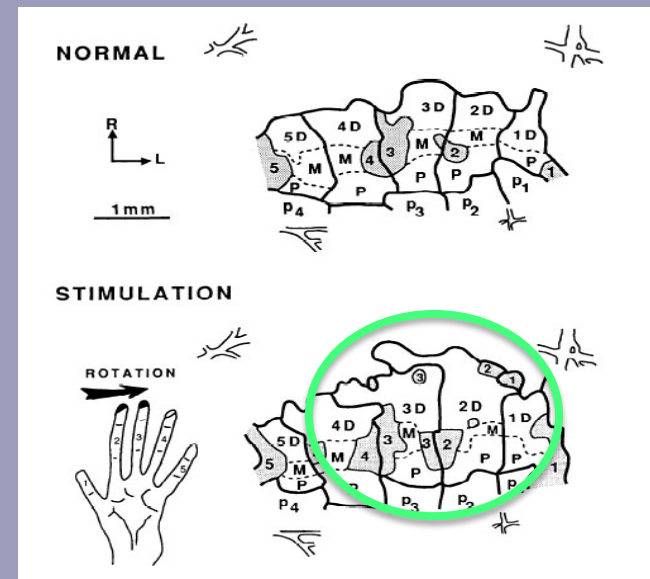 NORMAL
R
L
1mm
5D 4D 3D 2D 1D
5 M M 4 3 M 2 M P 1
P P P P
P4 P3 P2 P1
STIMULATION
ROTATION
1 2 3 4 5
3 2 1
5D 4D 3D 2D 1D
5 M M 4 3 M 3 2 M 1
P P P P
P4 P3